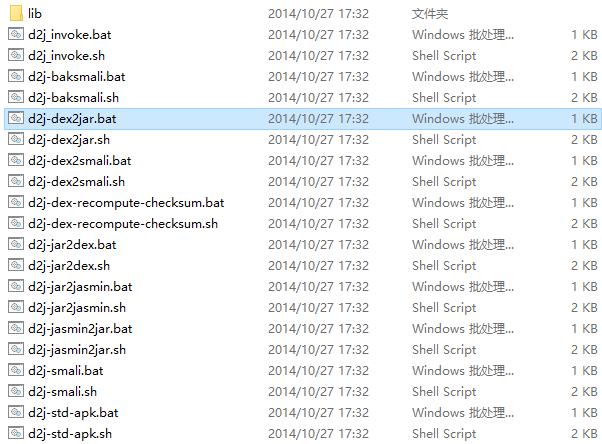 lib 2014/10/27 17:32 文件夹
d2j_invoke.bat 2014/10/27 17:32 Windows 批处理... 1 KB
d2j_invoke.sh 2014/10/27 17:32 Shell Script 2 KB
d2j-baksmali.bat 2014/10/27 17:32 Windows 批处理... 1 KB
d2j-baksmali.sh 2014/10/27 17:32 Shell Script 2 KB
d2j-dex2jar.bat 2014/10/27 17:32 Windows 批处理... 1 KB
d2j-dex2jar.sh 2014/10/27 17:32 Shell Script 2 KB
d2j-dex2smali.bat 2014/10/27 17:32 Windows 批处理... 1 KB
d2j-dex2smali.sh 2014/10/27 17:32 Shell Script 2 KB
d2j-dex-recompute-checksum.bat 2014/10/27 17:32 Windows 批处理... 1 KB
d2j-dex-recompute-checksum.sh 2014/10/27 17:32 Shell Script 2 KB
d2j-jar2dex.bat 2014/10/27 17:32 Windows 批处理... 1 KB
d2j-jar2dex.sh 2014/10/27 17:32 Shell Script 2 KB
d2j-jar2jasmin.bat 2014/10/27 17:32 Windows 批处理... 1 KB
d2j-jar2jasmin.sh 2014/10/27 17:32 Shell Script 2 KB
d2j-jasmin2jar.bat 2014/10/27 17:32 Windows 批处理... 1 KB
d2j-jasmin2jar.sh 2014/10/27 17:32 Shell Script 2 KB
d2j-smali.bat 2014/10/27 17:32 Windows 批处理... 1 KB
d2j-smali.sh 2014/10/27 17:32 Shell Script 2 KB
d2j-std-apk.bat 2014/10/27 17:32 Windows 批处理... 1 KB
d2j-std-apk.sh 2014/10/27 17:32 Shell Script 2 KB